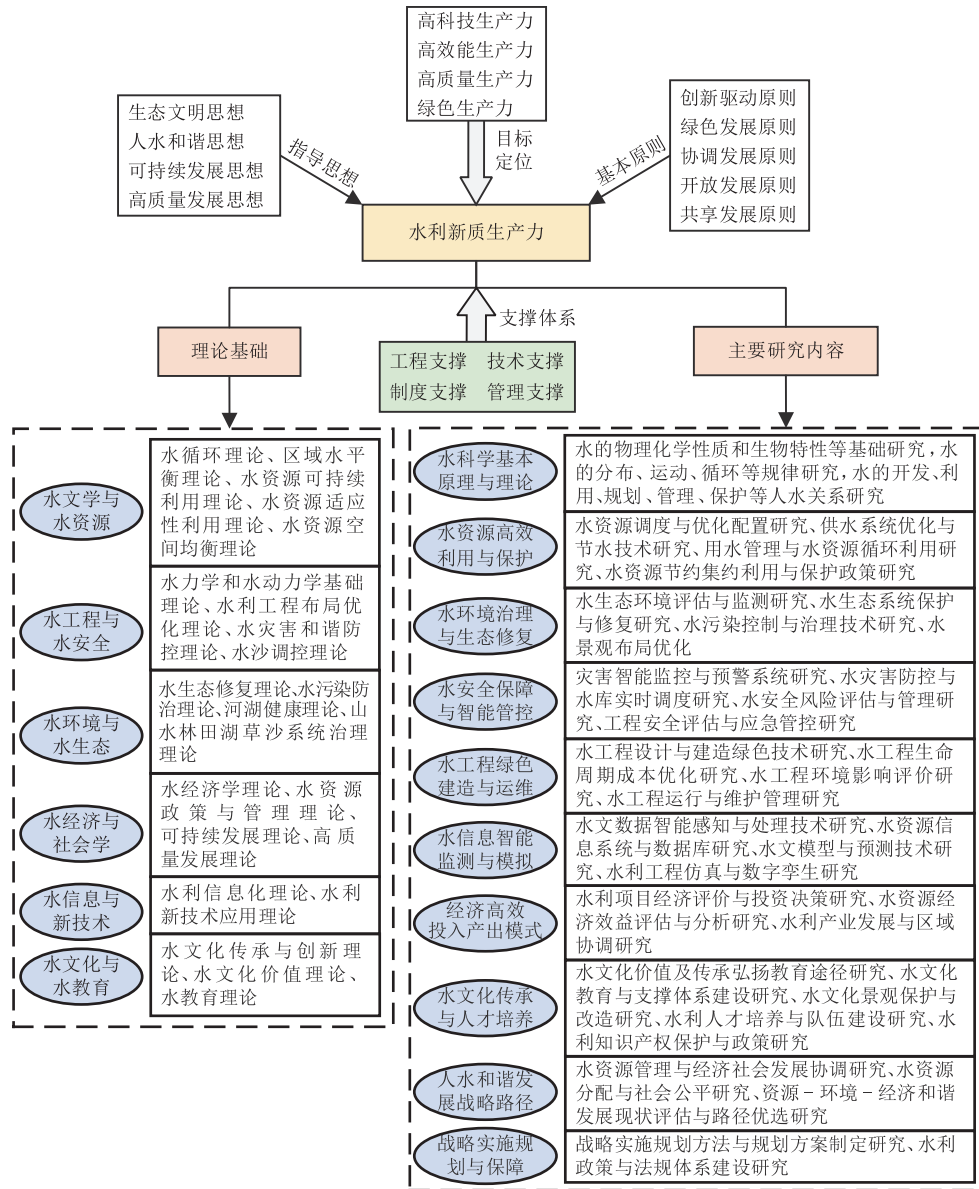 高科技生产力
高效能生产力
高质量生产力
绿色生产力
生态文明思想
人水和谐思想
可持续发展思想
高质量发展思想
指导思想
目标
定位
基本原则
创新驱动原则
绿色发展原则
协调发展原则
开放发展原则
共享发展原则
水利新质生产力
支撑体系
工程支撑 技术支撑
制度支撑 管理支撑
理论基础
水文学与
水资源
水循环理论、区域水平
衡理论、水资源可持续
利用理论、水资源适应
性利用理论、水资源空
间均衡理论
水工程与
水安全
水力学和水动力学基础
理论、水利工程布局优
化理论、水灾害和谐防
控理论、水沙调控理论
水环境与
水生态
水生态修复理论、水污染防
治理论、河湖健康理论、山
水林田湖草沙系统治理
理论
水经济与
社会学
水经济学理论、水资源
政策与管理理论、
可持续发展理论、高质
量发展理论
水信息与
新技术
水利信息化理论、水利
新技术应用理论
水文化与
水教育
水文化传承与创新理
论、水文化价值理论、
水教育理论
主要研究内容
水科学基本
原理与理论
水的物理化学性质和生物特性等基础研究,水
的分布、运动、循环等规律研究,水的开发、利
用、规划、管理、保护等人水关系研究
水资源高效
利用与保护
水资源调度与优化配置研究、供水系统优化与
节水技术研究、用水管理与水资源循环利用研
究、水资源节约集约利用与保护政策研究
水环境治理
与生态修复
水生态环境评估与监测研究、水生态系统保护
与修复研究、水污染控制与治理技术研究、水
景观布局优化
水安全保障
与智能管控
灾害智能监控与预警系统研究、水灾害防控与
水库实时调度研究、水安全风险评估与管理研
究、工程安全评估与应急管控研究
水工程绿色
建造与运维
水工程设计与建造绿色技术研究、水工程生命
周期成本优化研究、水工程环境影响评价研
究、水工程运行与维护管理研究
水信息智能
监测与模拟
水文数据智能感知与处理技术研究、水资源信
息系统与数据库研究、水文模型与预测技术研
究、水利工程仿真与数字孪生研究
经济高效
投入产出模式
水利项目经济评价与投资决策研究、水资源经
济效益评估与分析研究、水利产业发展与区域
协调研究
水文化传承
与人才培养
水文化价值及传承弘扬教育途径研究、水文化
教育与支撑体系建设研究、水文化景观保护与
改造研究、水利人才培养与队伍建设研究、水
利知识产权保护与政策研究
人水和谐发
展战略路径
水资源管理与经济社会发展协调研究、水资源
分配与社会公平研究、资源–环境–经济和谐
发展现状评估与路径优选研究
战略实施规
划与保障
战略实施规划方法与规划方案制定研究、水利
政策与法规体系建设研究